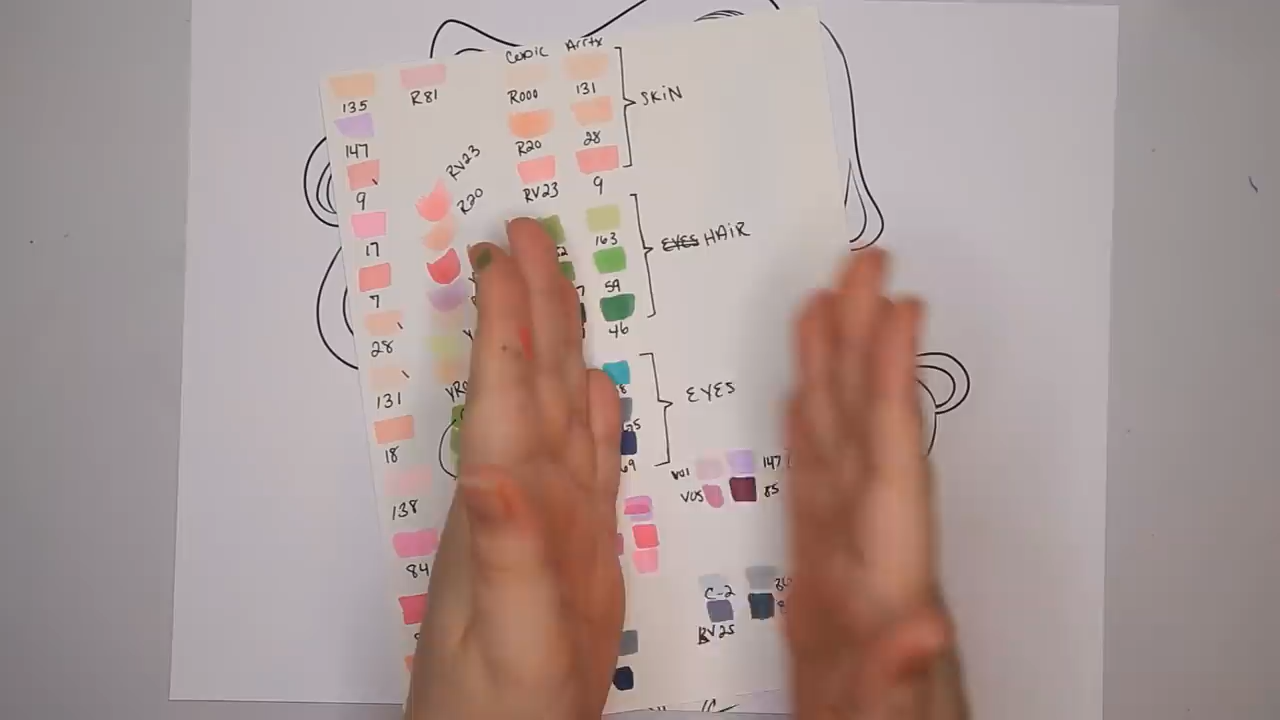 Copic Arrtx
135 R81 R000 131 SKiN
147 R20 28
9 RV23 RV23 9
17 R20
163 EYES HAiR
7 59
28 46
131 EYES
18
V01 147
V05 85
138
84
C-2
BV25